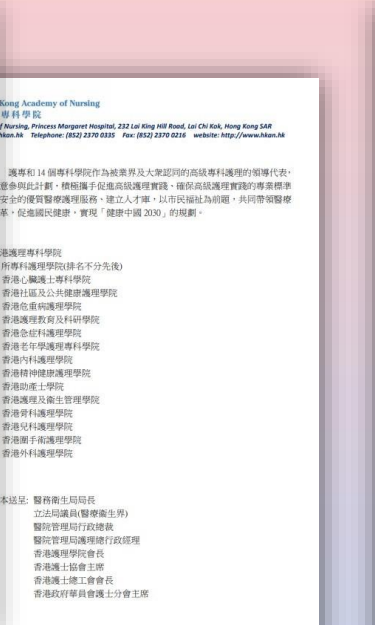 Kong Academy of Nursing
專科學院
f Nursing, Princess Margaret Hospital, 232 Lai King Hill Road, Lai Chi Kok, Hong Kong SAR
hkan.hk Telephone: (852) 2370 0335 Fax: (852) 2370 0216 website: http://www.hkan.hk
護專和 14 個專科學院作為被業界及大眾認同的高級專科護理的領導代表,
意參與此計劃,積極攜手促進高級護理實踐、確保高級護理實踐的專業標準
安全的優質醫療護理服務、建立人才庫,以市民福祉為前題,共同帶領醫療
革,促進國民健康,實現「健康中國 2030」的規劃。
港護理專科學院
所專科護理學院(排名不分先後)
香港心臟護士專科學院
香港社區及公共健康護理學院
香港危重病護理學院
香港護理教育及科研學院
香港急症科護理學院
香港老年學護理專科學院
香港內科護理學院
香港精神健康護理學院
香港助產士學院
香港護理及衞生管理學院
香港骨科護理學院
香港兒科護理學院
香港圍手術護理學院
香港外科護理學院
本送呈: 醫務衞生局局長
立法局議員(醫療衞生界)
醫院管理局行政總裁
醫院管理局護理總行政經理
香港護理學院會長
香港護士協會主席
香港護士總工會會長
香港政府華員會護士分會主席